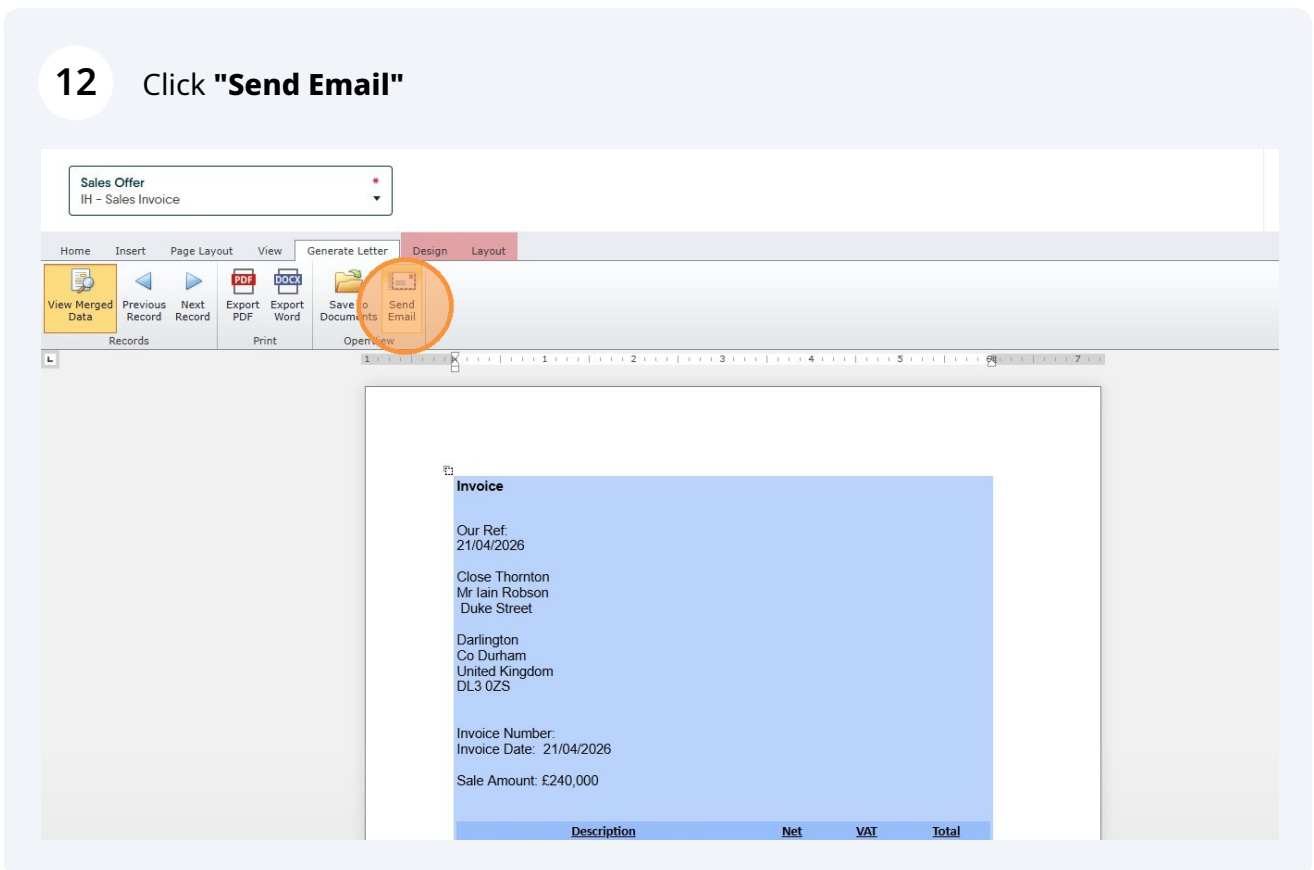 12 Click "Send Email"
Sales Offer *
IH - Sales Invoice
Home Insert Page Layout View Generate Letter Design Layout
PDF DOCX
View Merged Data Previous Record Next Record Export PDF Export Word Save to Documents Send Email
Records Print OpenView
L 1 1 2 3 4 5 7
Invoice
Our Ref:
21/04/2026
Close Thornton
Mr Iain Robson
Duke Street
Darlington
Co Durham
United Kingdom
DL3 0ZS
Invoice Number:
Invoice Date: 21/04/2026
Sale Amount: £240,000
Description Net VAT Total